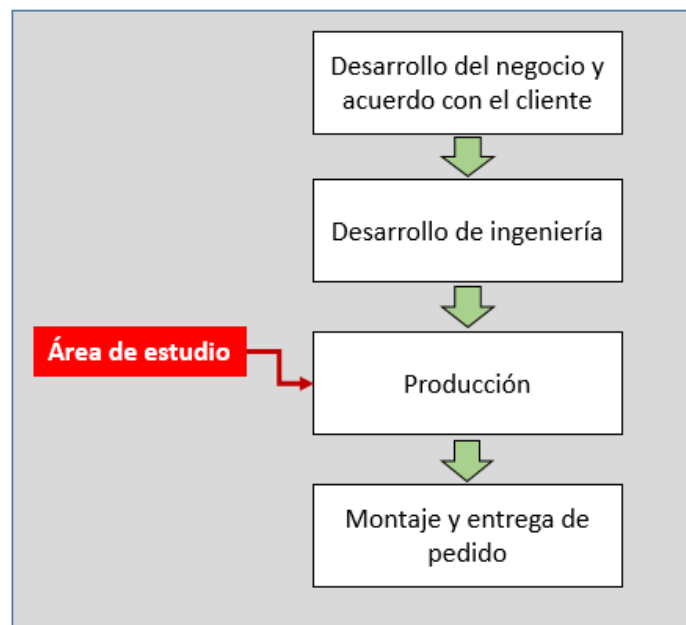 Desarrollo del negocio y
acuerdo con el cliente
Desarrollo de ingeniería
Área de estudio
Producción
Montaje y entrega de
pedido